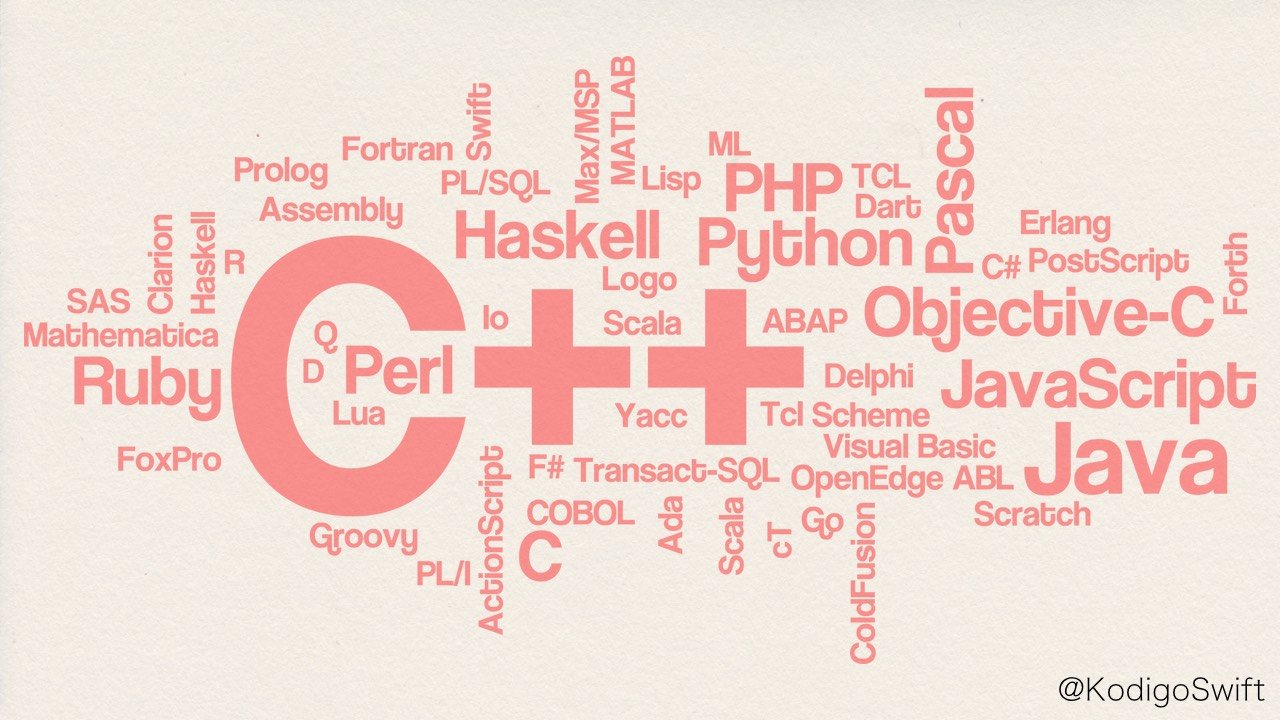 Swift
Max/MSP
MATLAB
Pascal
Fortran
ML
Prolog
PL/SQL
Lisp
PHP
TCL
Dart
Assembly
Haskell
Python
Erlang
Clarion
Haskell
R
Logo
C#
PostScript
Forth
SAS
Io
Scala
ABAP
Objective-C
Mathematica
Q
C++
D
Perl
Ruby
Delphi
JavaScript
Lua
Yacc
Tcl
Scheme
Visual Basic
Java
FoxPro
F#
Transact-SQL
OpenEdge ABL
ActionScript
COBOL
Ada
Scala
cT
Go
ColdFusion
Scratch
Groovy
C
PL/I
@KodigoSwift